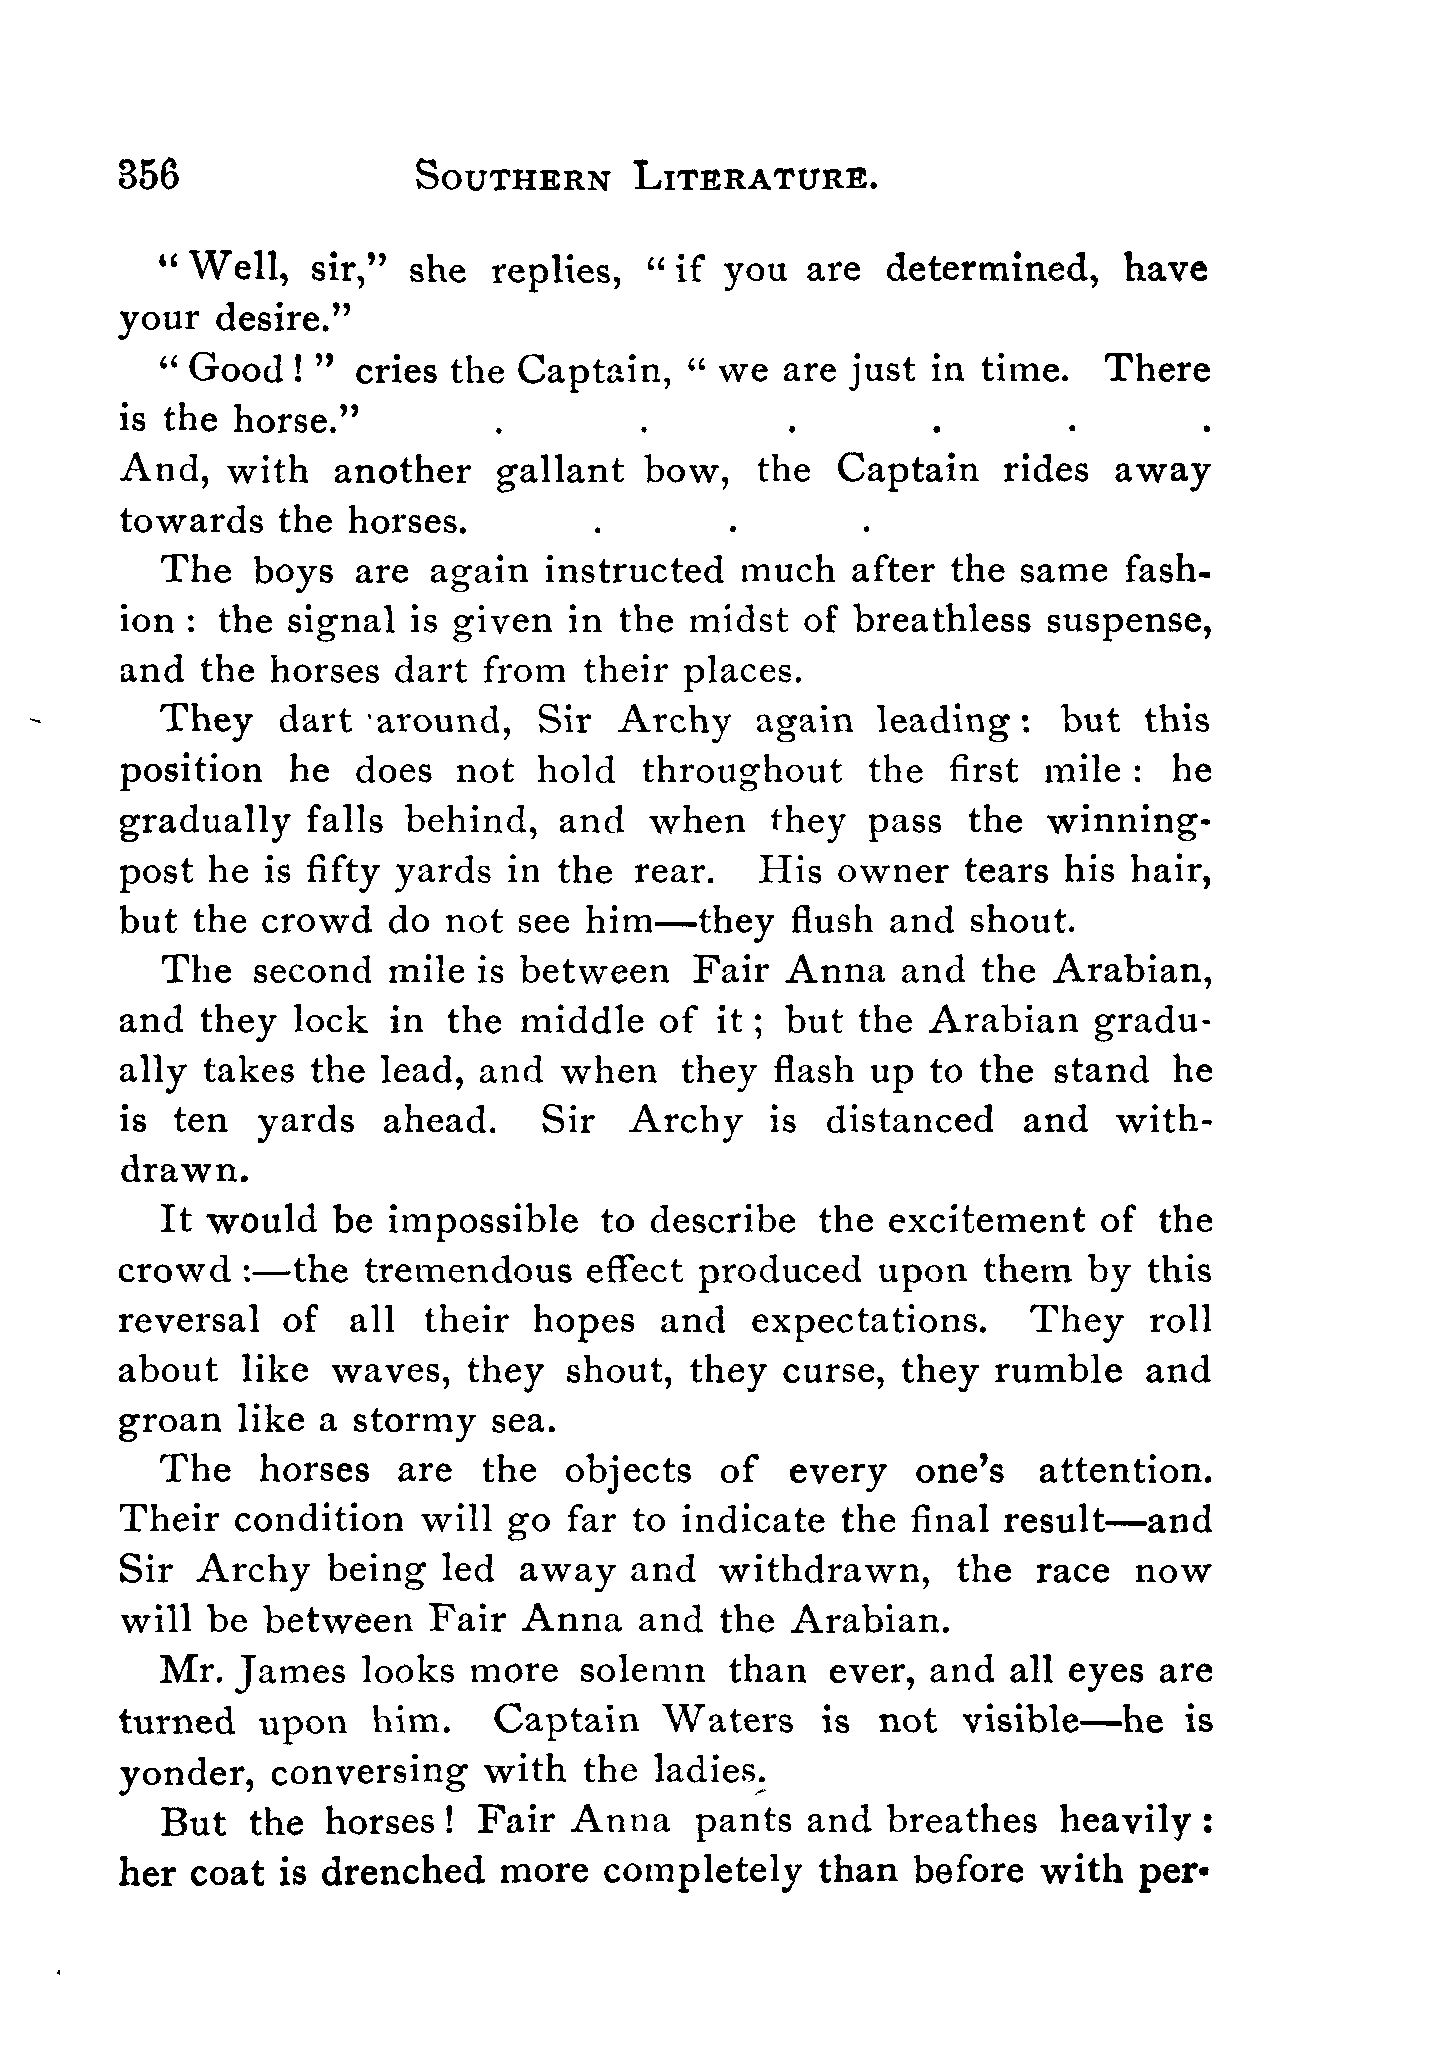 356 SOUTHERN LITERATURE.
“ Well, sir,” she replies, “ if you are determined, have
your desire.”
“ Good ! ” cries the Captain, “ we are just in time. There
is the horse.” . . . . . .
And, with another gallant bow, the Captain rides away
towards the horses. . . .
The boys are again instructed much after the same fash-
ion : the signal is given in the midst of breathless suspense,
and the horses dart from their places.
They dart around, Sir Archy again leading : but this
position he does not hold throughout the first mile : he
gradually falls behind, and when they pass the winning-
post he is fifty yards in the rear. His owner tears his hair,
but the crowd do not see him—they flush and shout.
The second mile is between Fair Anna and the Arabian,
and they lock in the middle of it ; but the Arabian gradu-
ally takes the lead, and when they flash up to the stand he
is ten yards ahead. Sir Archy is distanced and with-
drawn.
It would be impossible to describe the excitement of the
crowd :—the tremendous effect produced upon them by this
reversal of all their hopes and expectations. They roll
about like waves, they shout, they curse, they rumble and
groan like a stormy sea.
The horses are the objects of every one’s attention.
Their condition will go far to indicate the final result—and
Sir Archy being led away and withdrawn, the race now
will be between Fair Anna and the Arabian.
Mr. James looks more solemn than ever, and all eyes are
turned upon him. Captain Waters is not visible—he is
yonder, conversing with the ladies.
But the horses ! Fair Anna pants and breathes heavily :
her coat is drenched more completely than before with per-